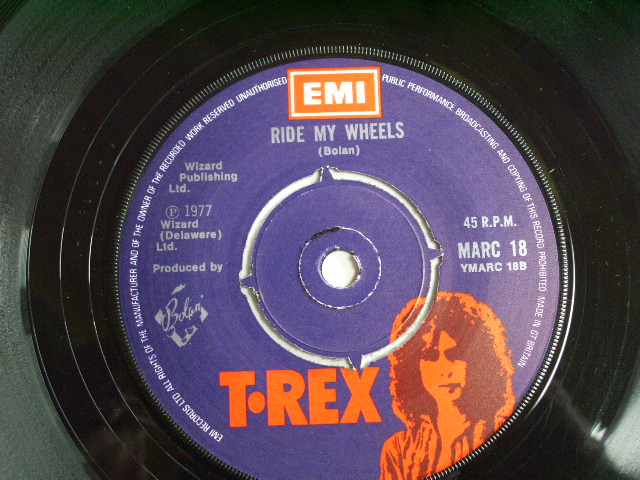 EMI
RIDE MY WHEELS
(Bolan)
Wizard
Publishing
Ltd.
Ⓟ 1977
Wizard
(Delaware)
Ltd.
Produced by
Bolan
45 R.P.M.
MARC 18
YMARC 18B
T·REX
EMI RECORDS LTD ALL RIGHTS OF THE MANUFACTURER AND OF THE OWNER OF THE RECORDED WORK RESERVED UNAUTHORISED PUBLIC PERFORMANCE BROADCASTING AND COPYING OF THIS RECORD PROHIBITED MADE IN GT BRITAIN